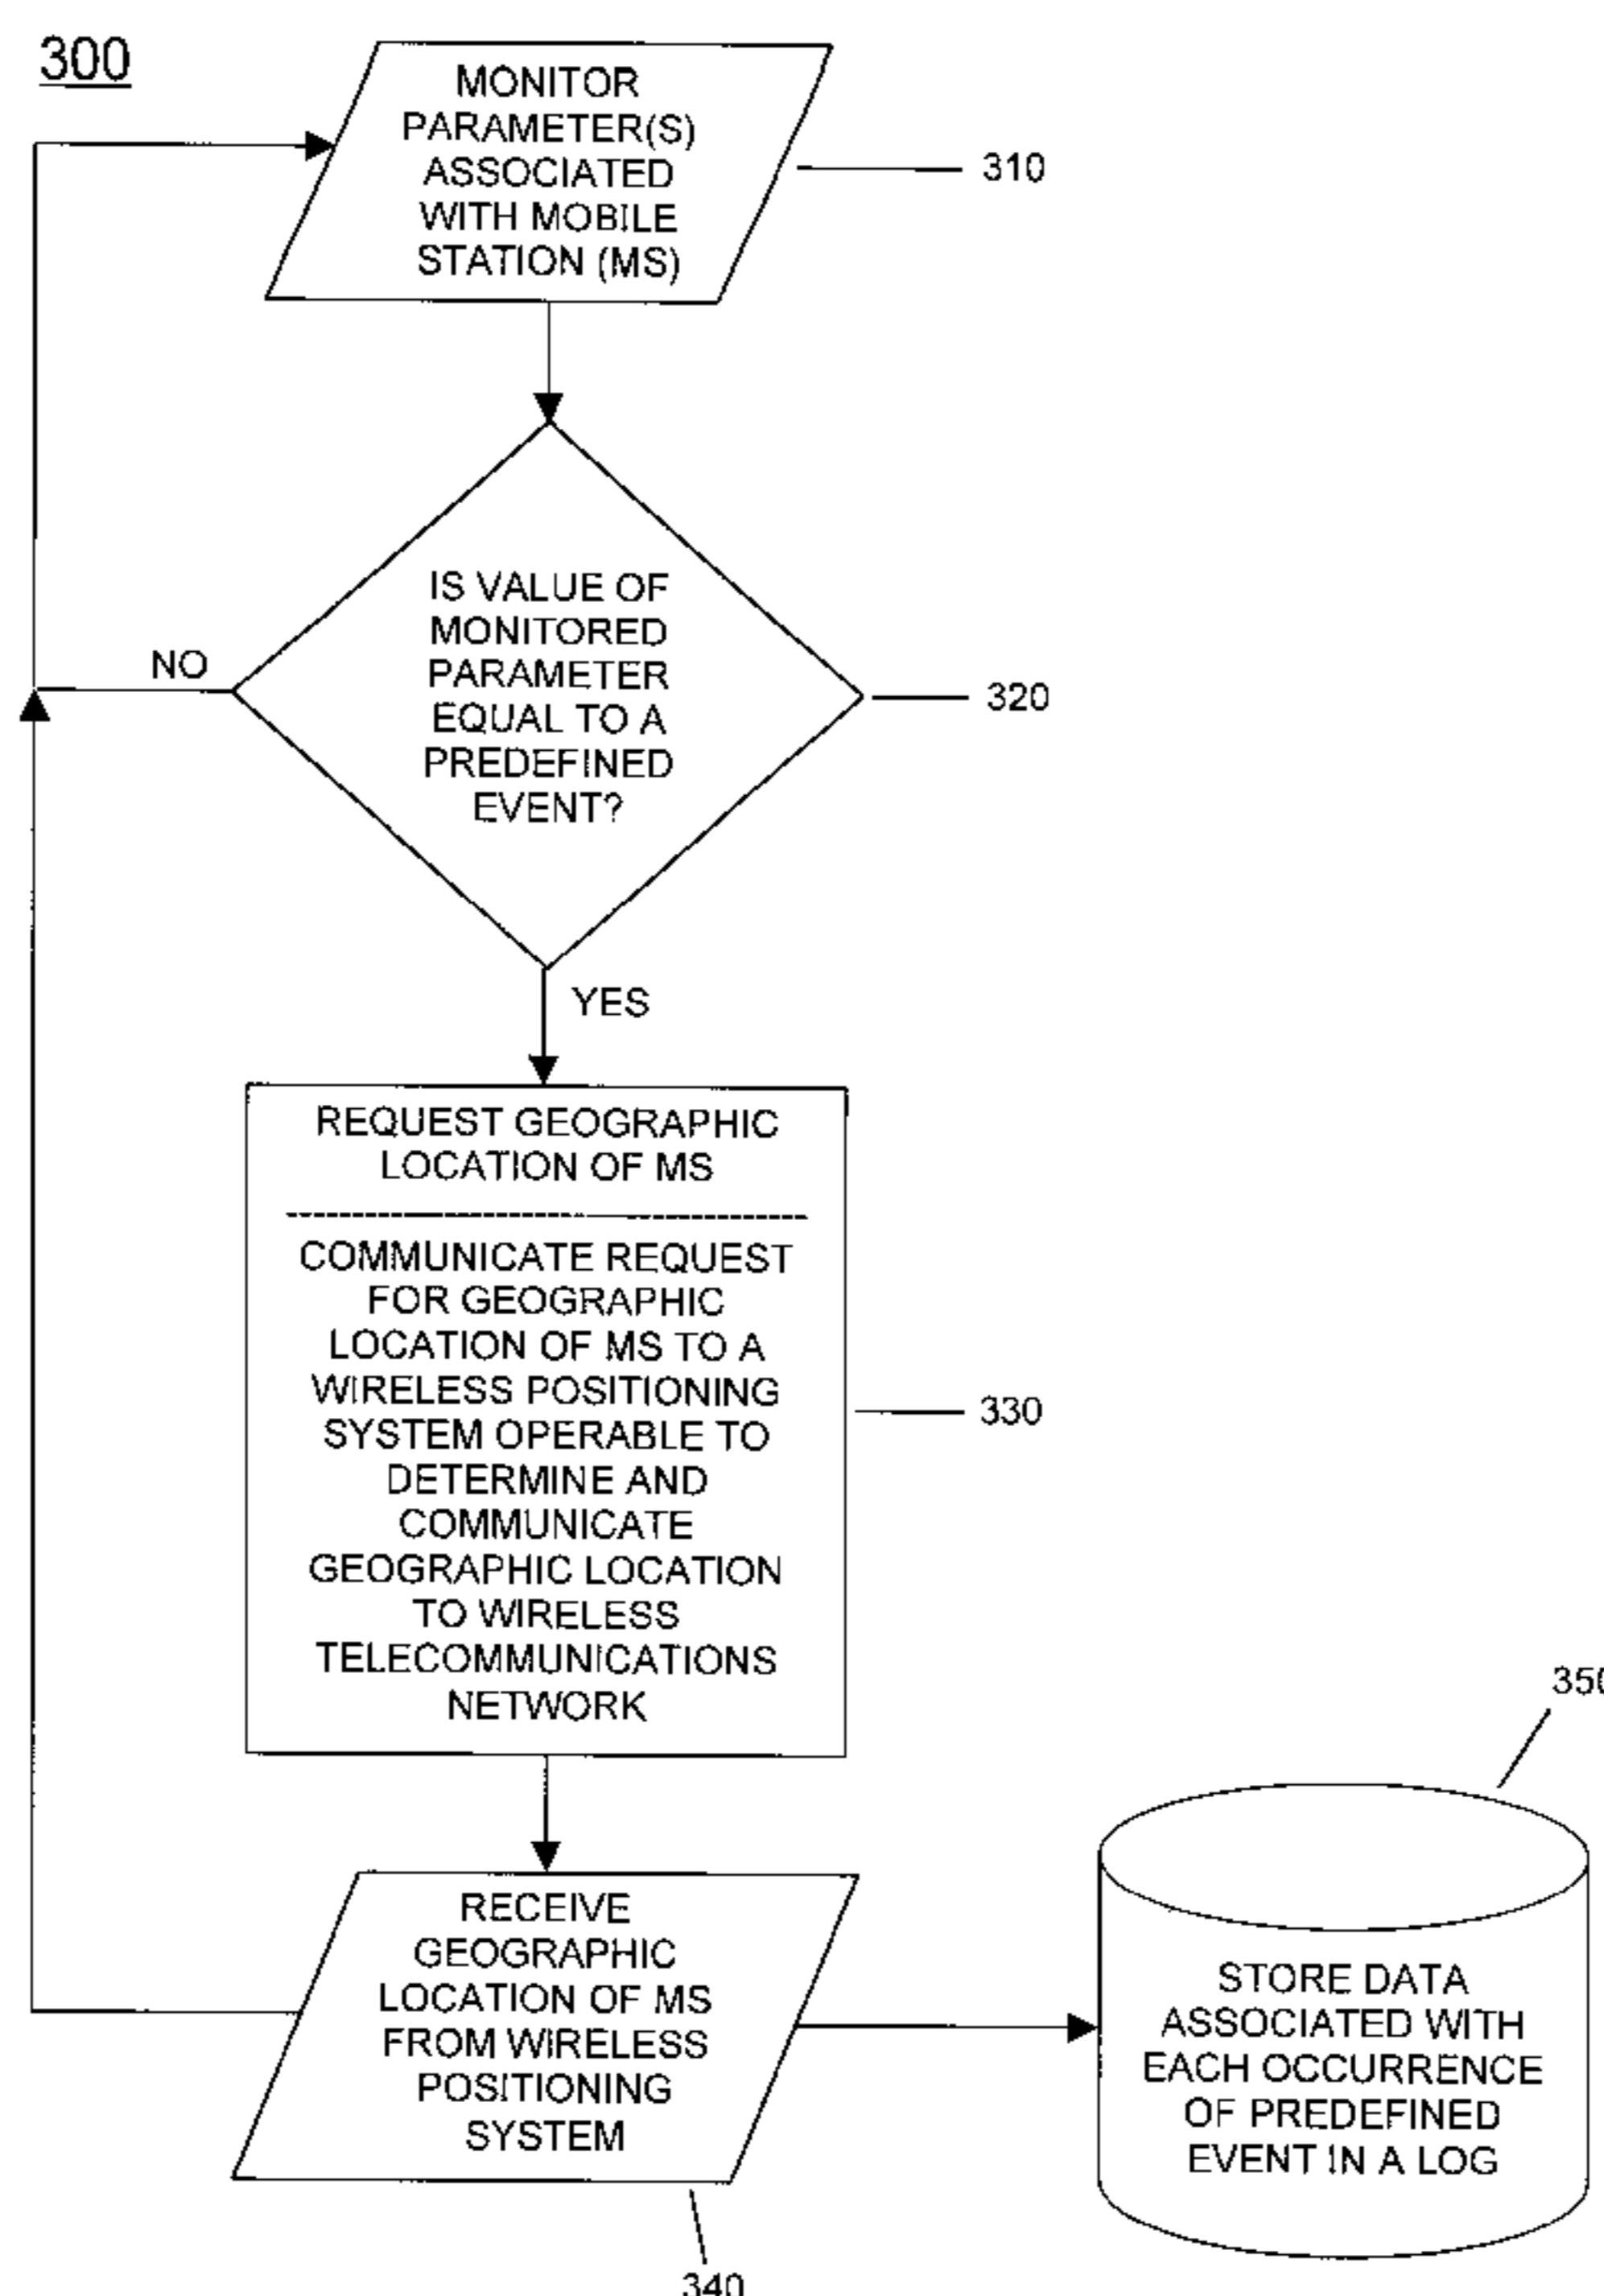 300
MONITOR
PARAMETER(S)
ASSOCIATED
WITH MOBILE
STATION (MS)
310
IS VALUE OF
MONITORED
PARAMETER
EQUAL TO A
PREDEFINED
EVENT?
NO
320
YES
REQUEST GEOGRAPHIC
LOCATION OF MS
COMMUNICATE REQUEST
FOR GEOGRAPHIC
LOCATION OF MS TO A
WIRELESS POSITIONING
SYSTEM OPERABLE TO
DETERMINE AND
COMMUNICATE
GEOGRAPHIC LOCATION
TO WIRELESS
TELECOMMUNICATIONS
NETWORK
330
RECEIVE
GEOGRAPHIC
LOCATION OF MS
FROM WIRELESS
POSITIONING
SYSTEM
340
350
STORE DATA
ASSOCIATED WITH
EACH OCCURRENCE
OF PREDEFINED
EVENT IN A LOG